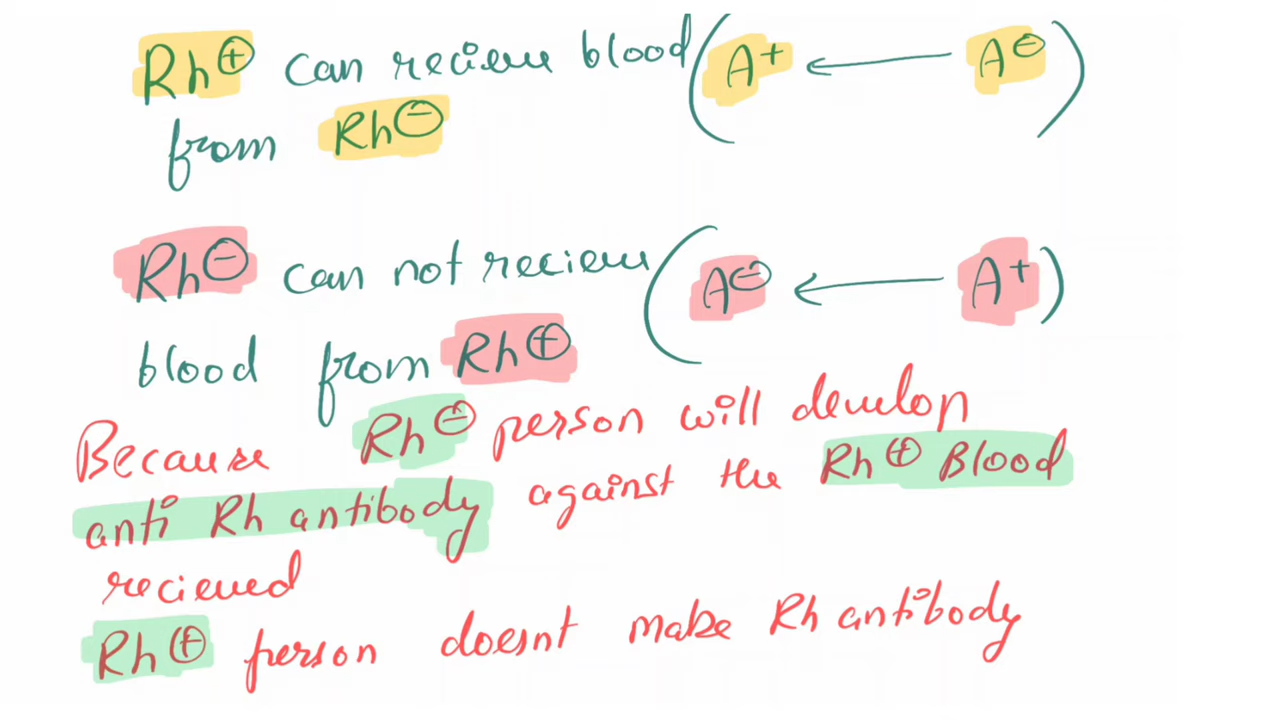 Rh⊕ can recieve blood (A+ ← A⊖)
from Rh⊖
Rh⊖ can not recieve (A⊖ ← A+)
blood from Rh⊕
Because Rh⊖ person will develop
anti Rh antibody against the Rh⊕ Blood
recieved
Rh⊕ person doesnt make Rh antibody